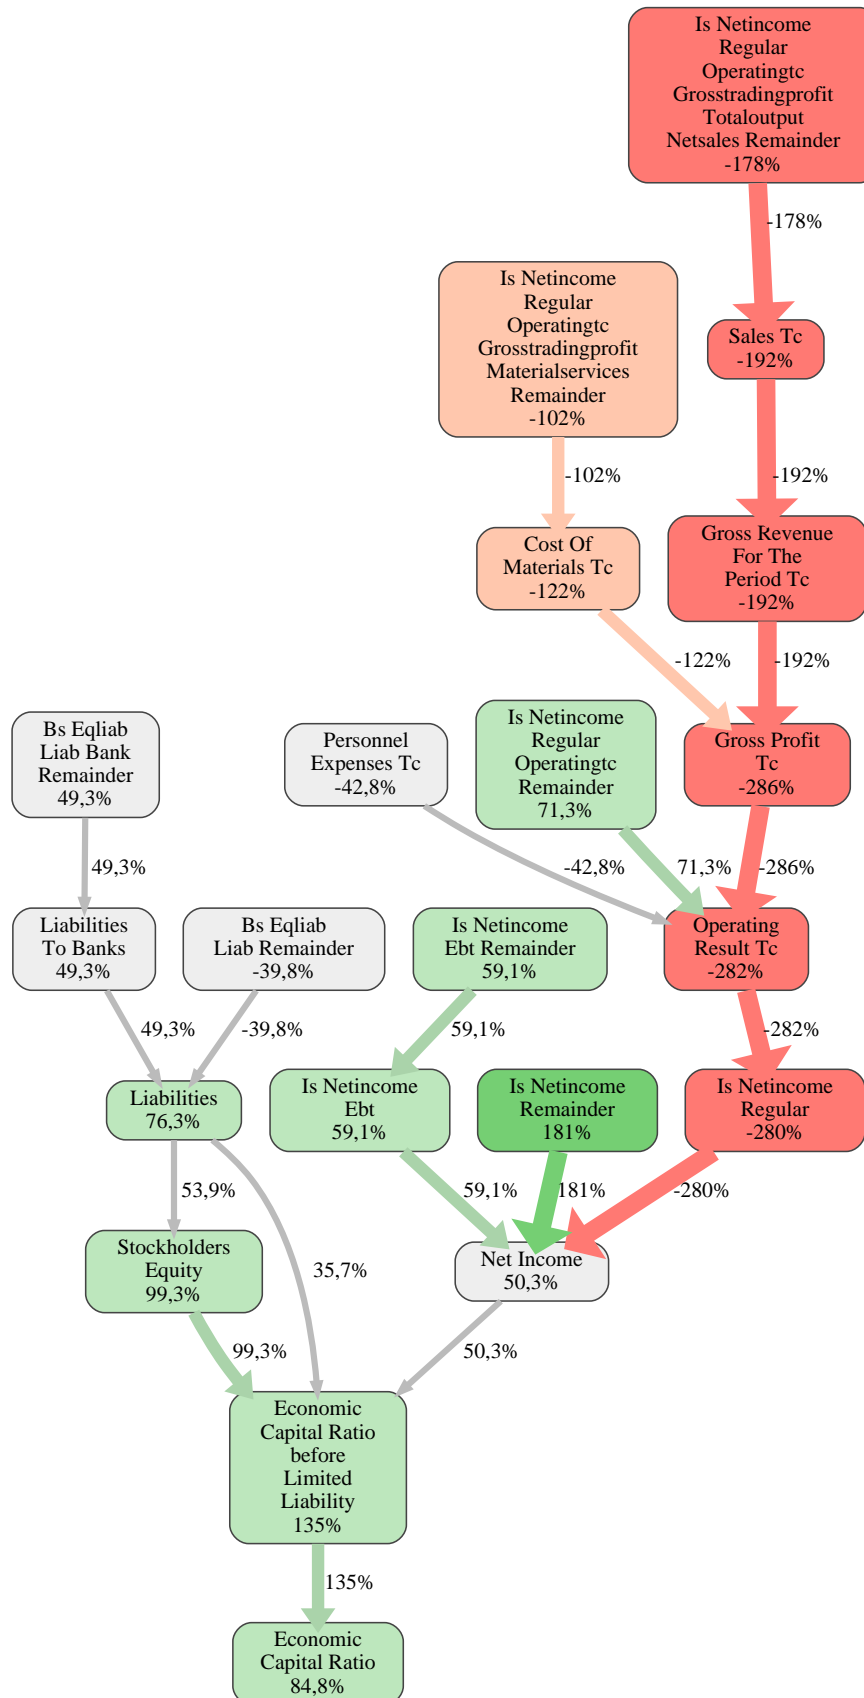 Is Netincome
Regular
Operatingtc
Grosstradingprofit
Totaloutput
Netsales Remainder
-178%
-178%
Is Netincome
Regular
Operatingtc
Grosstradingprofit
Materialservices
Remainder
-102%
Sales Tc
-192%
-102%
-192%
Cost Of
Materials Tc
-122%
Gross Revenue
For The
Period Tc
-192%
-122%
-192%
Bs Eqliab
Liab Bank
Remainder
49,3%
Personnel
Expenses Tc
-42,8%
Is Netincome
Regular
Operatingtc
Remainder
71,3%
Gross Profit
Tc
-286%
49,3%
-42,8%
71,3%
-286%
Liabilities
To Banks
49,3%
Bs Eqliab
Liab Remainder
-39,8%
Is Netincome
Ebt Remainder
59,1%
Operating
Result Tc
-282%
49,3%
-39,8%
59,1%
-282%
Liabilities
76,3%
Is Netincome
Ebt
59,1%
Is Netincome
Remainder
181%
Is Netincome
Regular
-280%
53,9%
59,1%
181%
-280%
Stockholders
Equity
99,3%
35,7%
Net Income
50,3%
99,3%
50,3%
Economic
Capital Ratio
before
Limited
Liability
135%
135%
Economic
Capital Ratio
84,8%